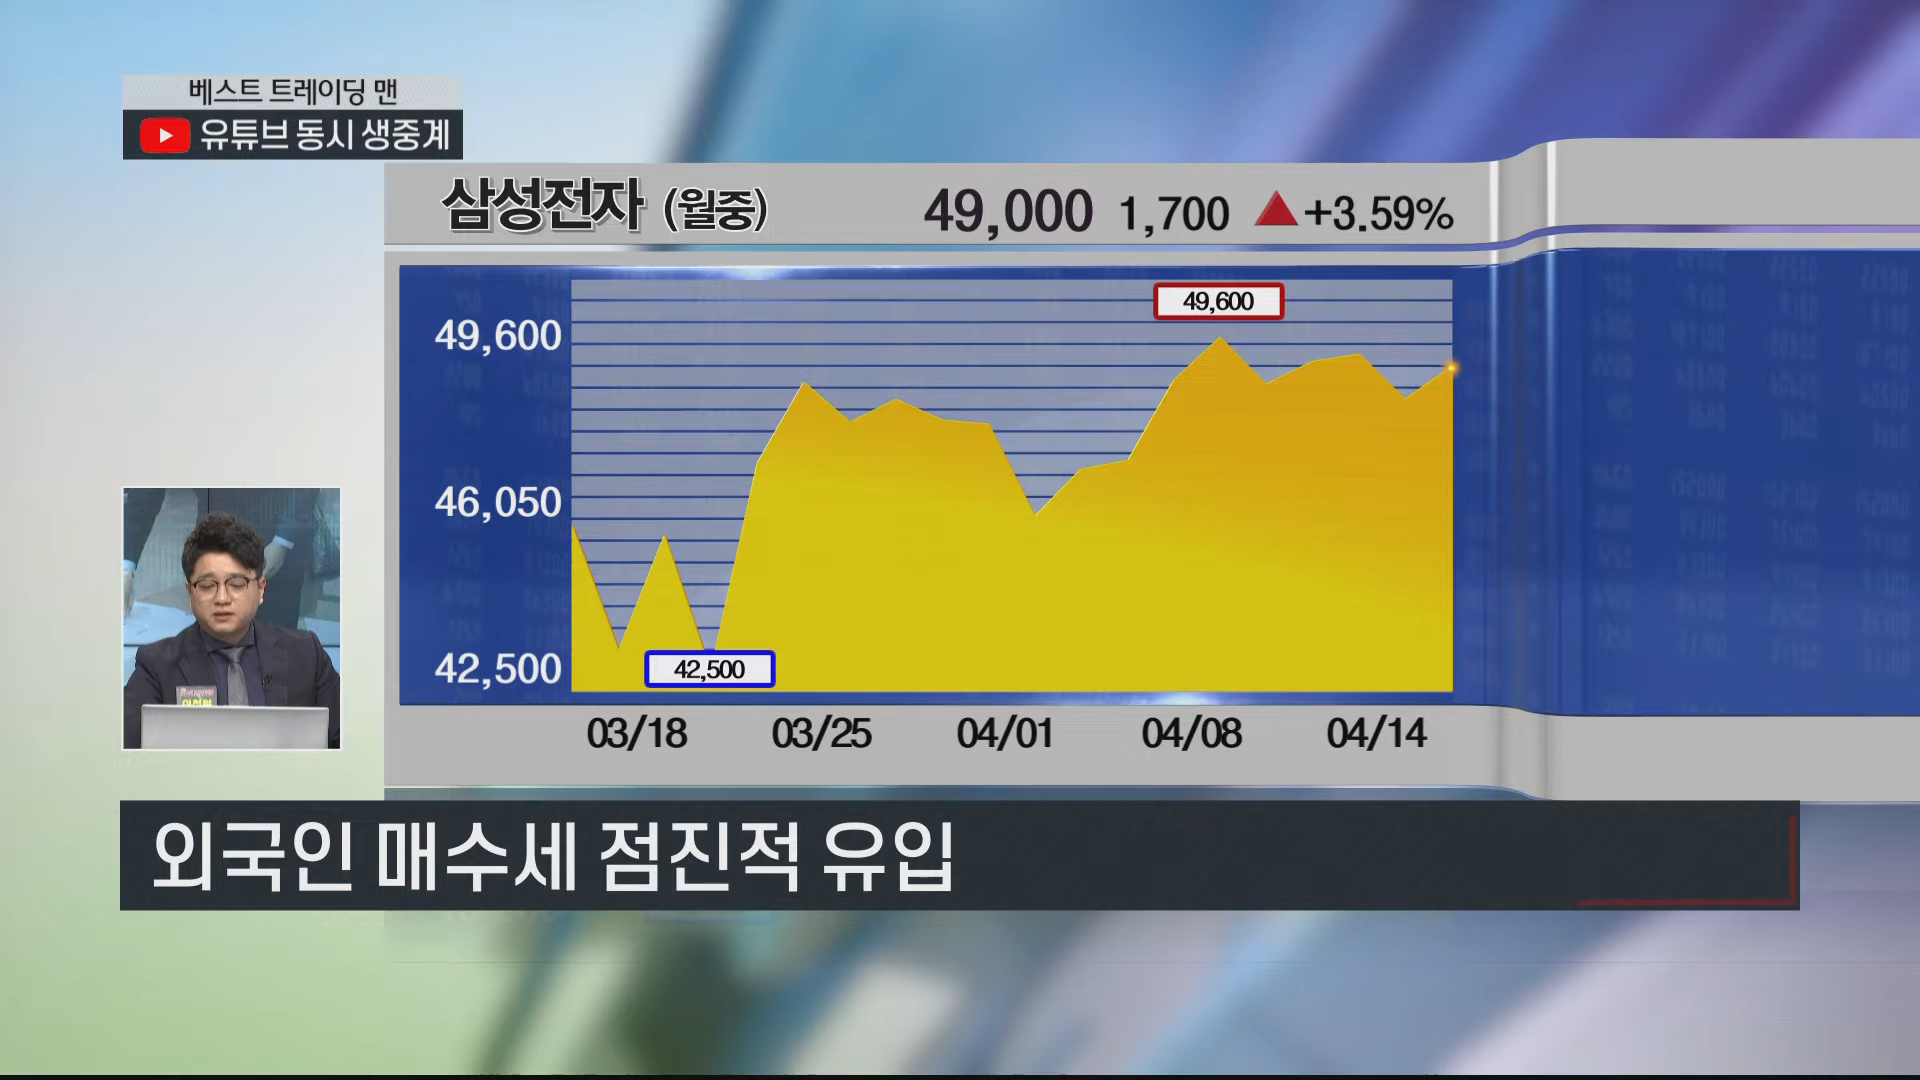 베스트 트레이딩 맨
유튜브 동시 생중계
삼성전자 (월중) 49,000 1,700 ▲+3.59%
49,600
49,600
46,050
42,500
42,500
03/18 03/25 04/01 04/08 04/14
외국인 매수세 점진적 유입